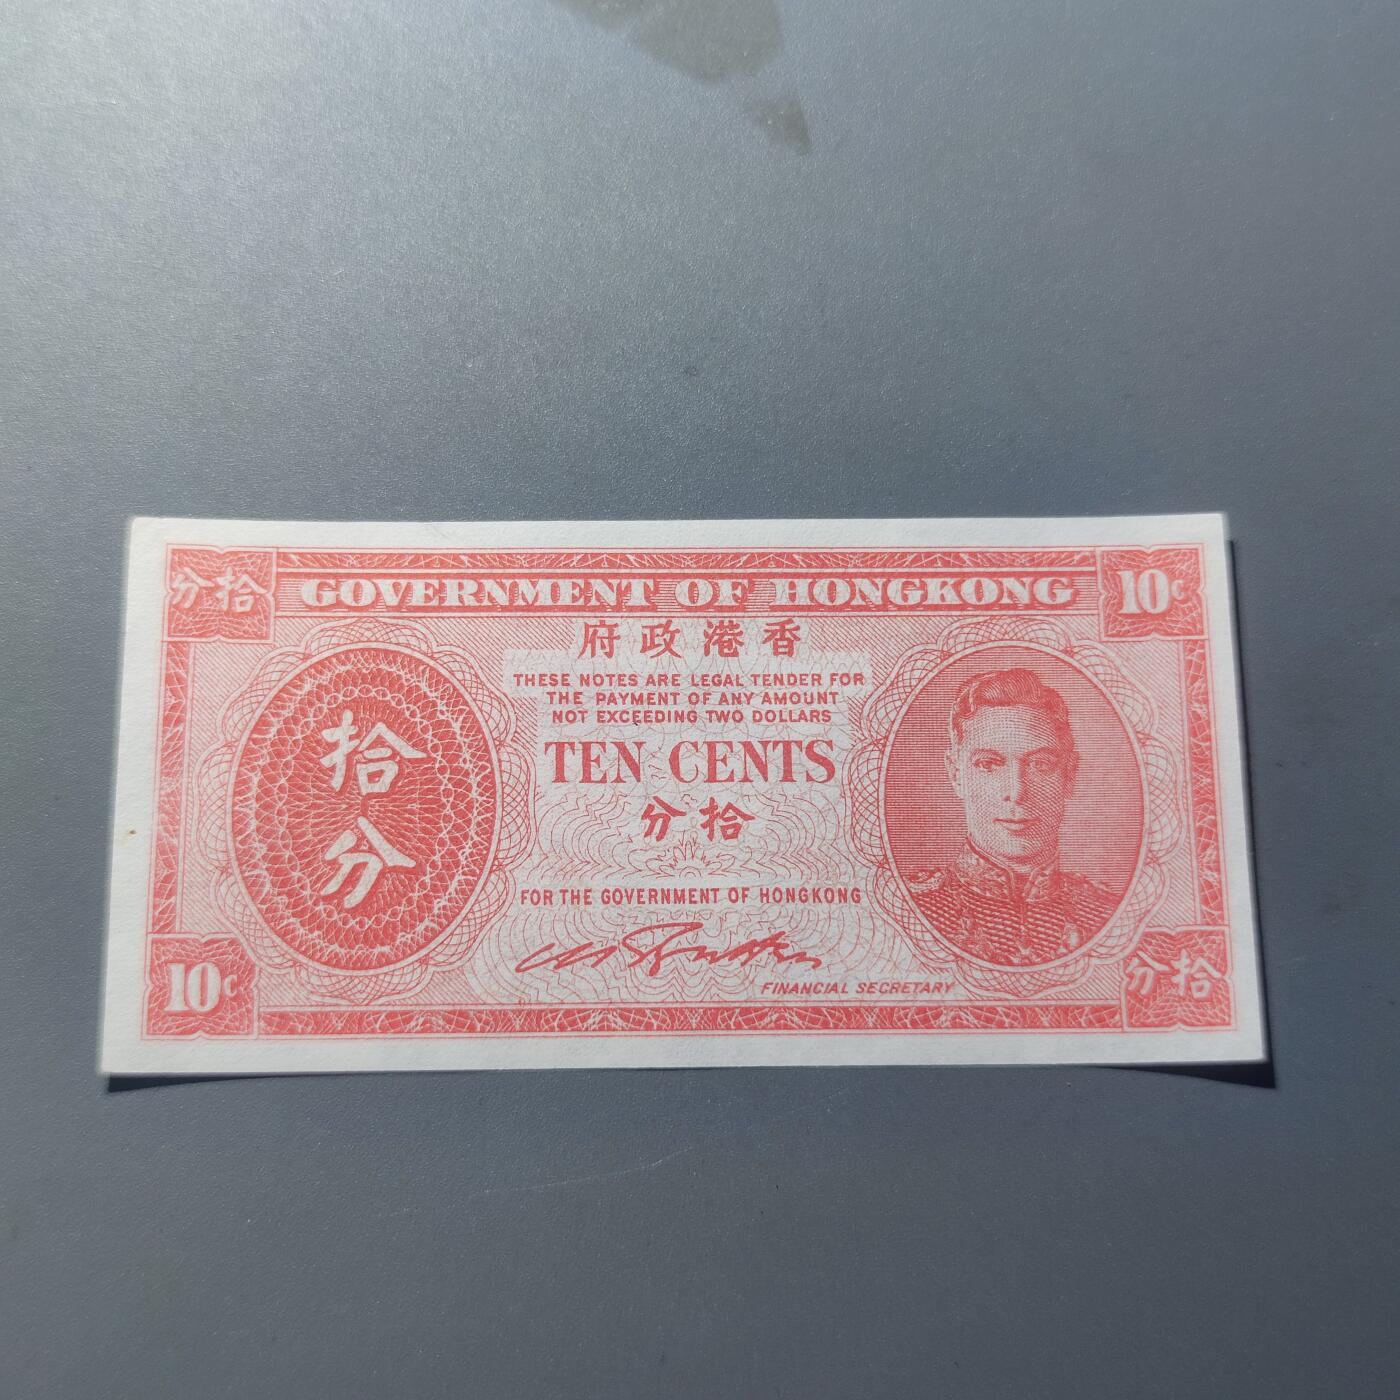 分拾
GOVERNMENT OF HONGKONG
10c
府政港香
THESE NOTES ARE LEGAL TENDER FOR
THE PAYMENT OF ANY AMOUNT
NOT EXCEEDING TWO DOLLARS
TEN CENTS
分拾
拾
分
FOR THE GOVERNMENT OF HONGKONG
FINANCIAL SECRETARY
10c
分拾